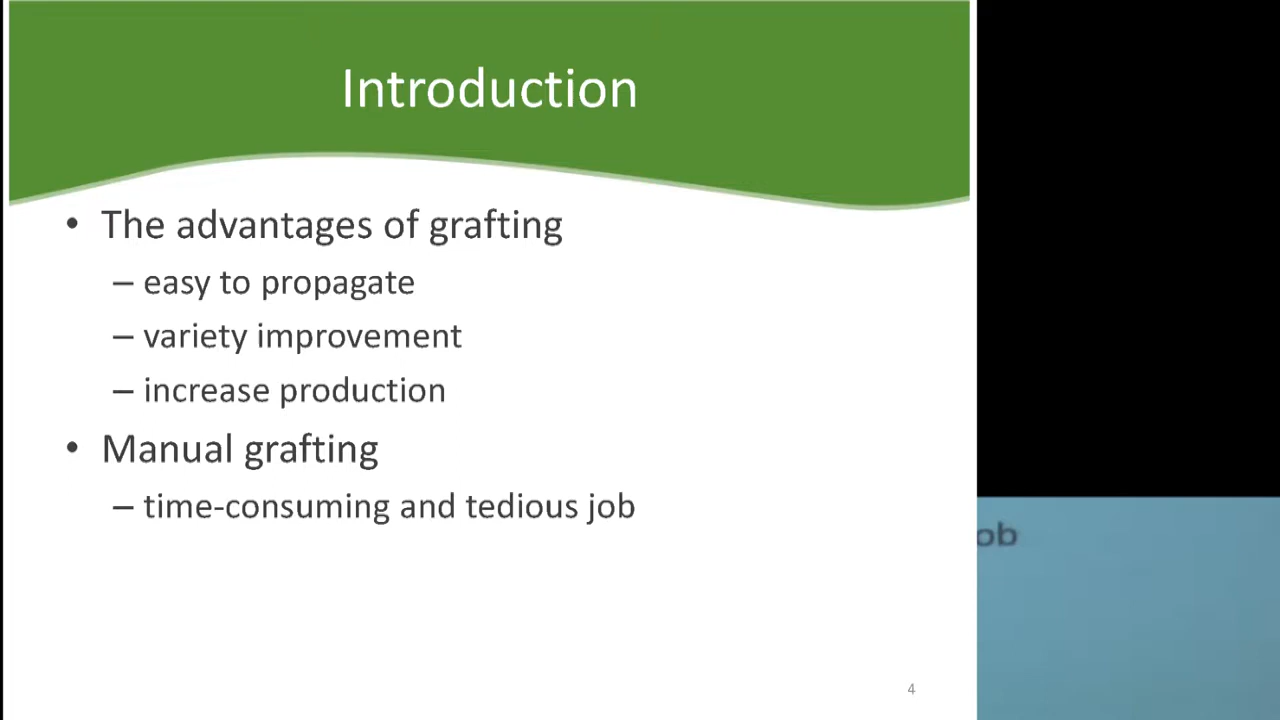 Introduction
• The advantages of grafting
– easy to propagate
– variety improvement
– increase production
• Manual grafting
– time-consuming and tedious job
ob
4